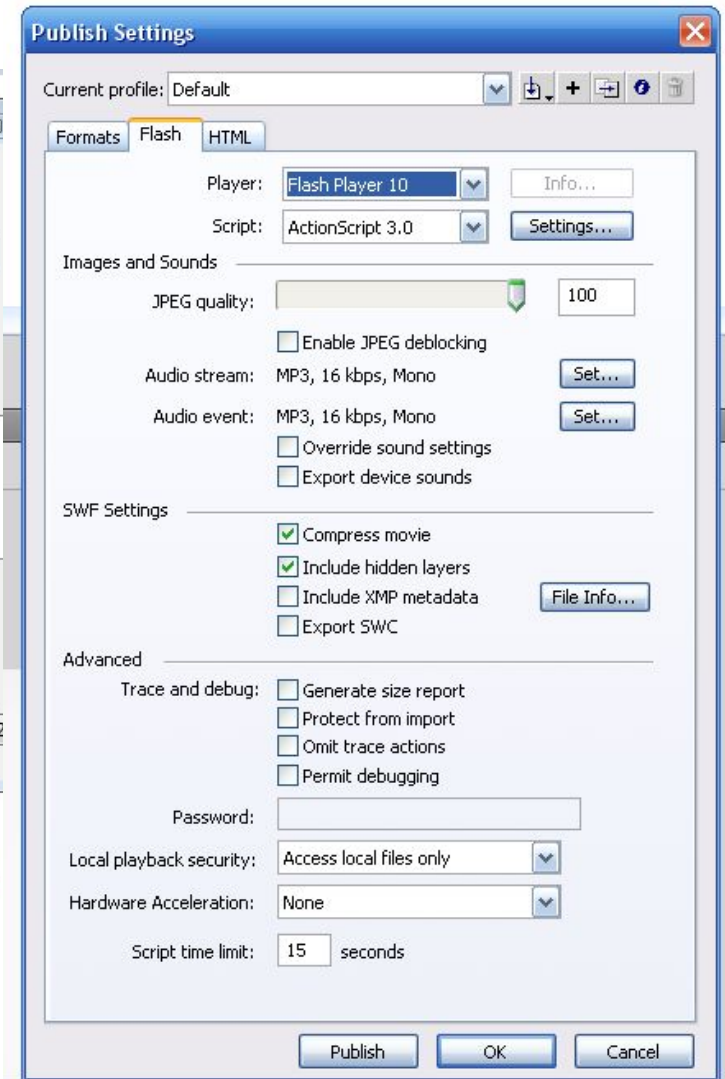 Publish Settings
Current profile: Default
Formats Flash HTML
Player: Flash Player 10 Info...
Script: ActionScript 3.0 Settings...
Images and Sounds
JPEG quality: 100
Enable JPEG deblocking
Audio stream: MP3, 16 kbps, Mono Set...
Audio event: MP3, 16 kbps, Mono Set...
Override sound settings
Export device sounds
SWF Settings
Compress movie
Include hidden layers
Include XMP metadata File Info...
Export SWC
Advanced
Trace and debug: Generate size report
Protect from import
Omit trace actions
Permit debugging
Password:
Local playback security: Access local files only
Hardware Acceleration: None
Script time limit: 15 seconds
Publish OK Cancel